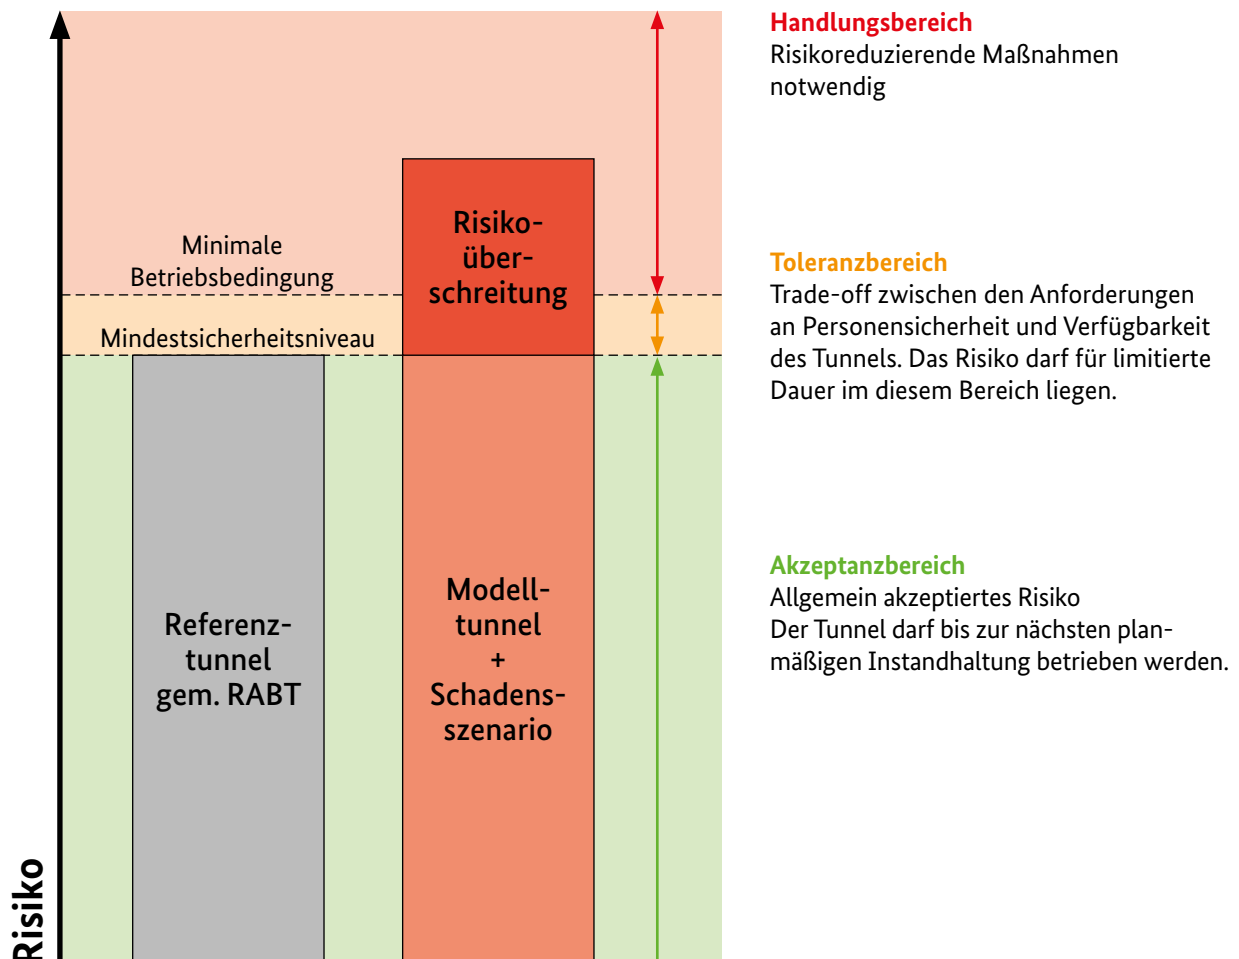 Handlungsbereich
Risikoreduzierende Maßnahmen
notwendig
Risiko-
über-
schreitung
Minimale
Betriebsbedingung
Toleranzbereich
Trade-off zwischen den Anforderungen
an Personensicherheit und Verfügbarkeit
des Tunnels. Das Risiko darf für limitierte
Dauer im diesem Bereich liegen.
Mindestsicherheitsniveau
Akzeptanzbereich
Allgemein akzeptiertes Risiko
Der Tunnel darf bis zur nächsten plan-
mäßigen Instandhaltung betrieben werden.
Referenz-
tunnel
gem. RABT
Modell-
tunnel
+
Schadens-
szenario
Risiko